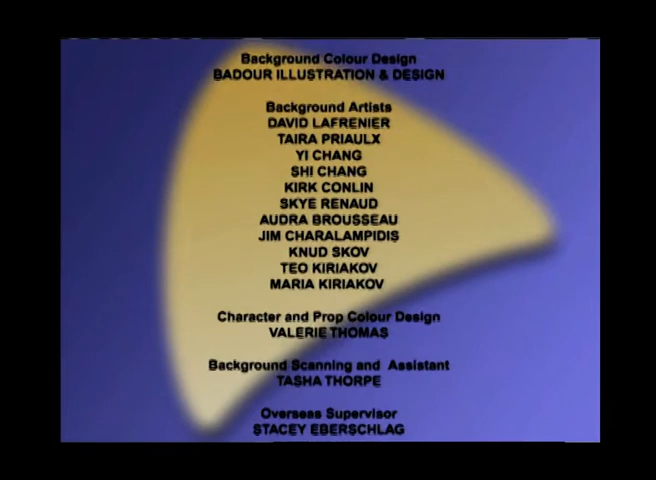 Background Colour Design
BADOUR ILLUSTRATION & DESIGN
Background Artists
DAVID LAFRENIER
TAIRA PRIAULX
YI CHANG
SHI CHANG
KIRK CONLIN
SKYE RENAUD
AUDRA BROUSSEAU
JIM CHARALAMPIDIS
KNUD SKOV
TEO KIRIAKOV
MARIA KIRIAKOV
Character and Prop Colour Design
VALERIE THOMAS
Background Scanning and Assistant
TASHA THORPE
Overseas Supervisor
STACEY EBERSCHLAG